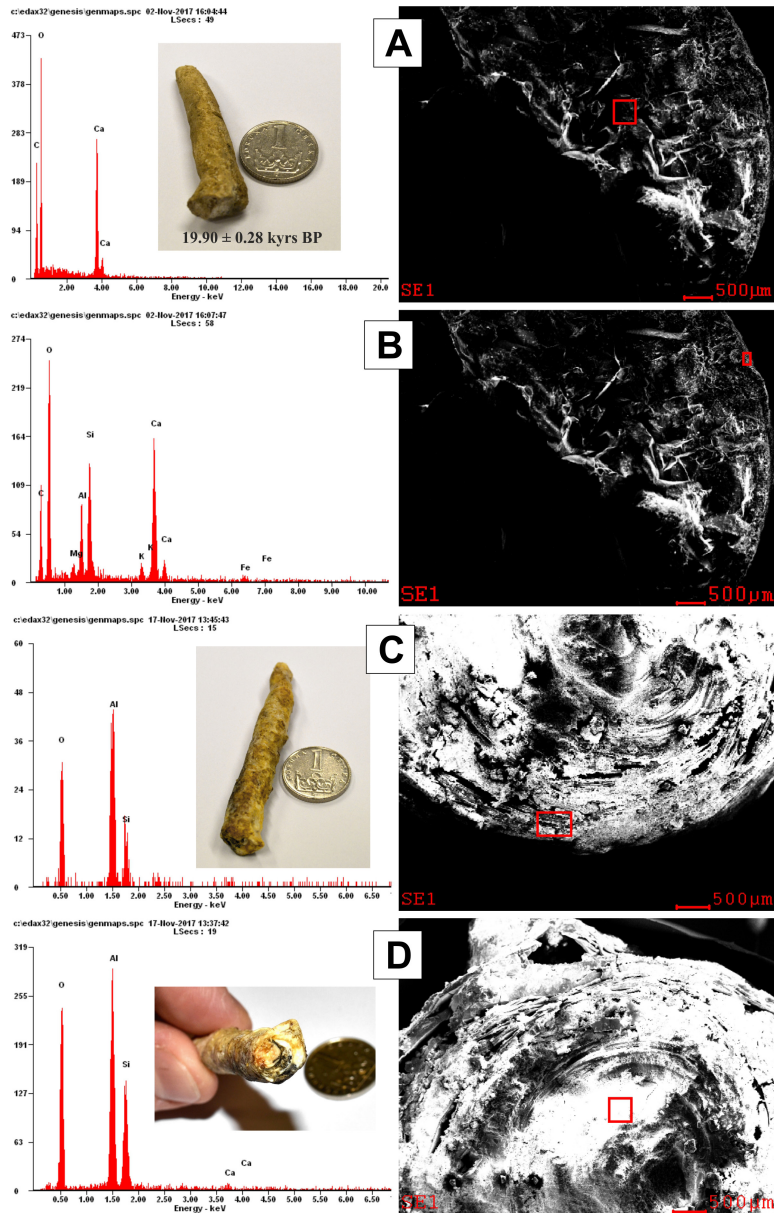 c:\edax32\genesis\genmaps.spc 02-Nov-2017 16:04:44
LSecs : 49
473
378
283
189
94
0
O
C
Ca
Ca
2.00 4.00 6.00 8.00 10.00 12.00 14.00 16.00 18.00 20.0
Energy - keV
1
19.90 ± 0.28 kyrs BP
A
SE1
500µm
c:\edax32\genesis\genmaps.spc 02-Nov-2017 16:07:47
LSecs : 58
274
219
164
109
54
0
O
C
Mg
Al
Si
K
K
Ca
Ca
Fe
Fe
1.00 2.00 3.00 4.00 5.00 6.00 7.00 8.00 9.00 10.00
Energy - keV
B
SE1
500µm
c:\edax32\genesis\genmaps.spc 17-Nov-2017 13:45:43
LSecs : 15
60
48
36
24
12
0
O
Al
Si
0.50 1.00 1.50 2.00 2.50 3.00 3.50 4.00 4.50 5.00 5.50 6.00 6.50
Energy - keV
1
C
SE1
500µm
c:\edax32\genesis\genmaps.spc 17-Nov-2017 13:37:42
LSecs : 19
319
255
191
127
63
0
O
Al
Si
Ca
Ca
0.50 1.00 1.50 2.00 2.50 3.00 3.50 4.00 4.50 5.00 5.50 6.00 6.50
Energy - keV
D
SE1
500µm